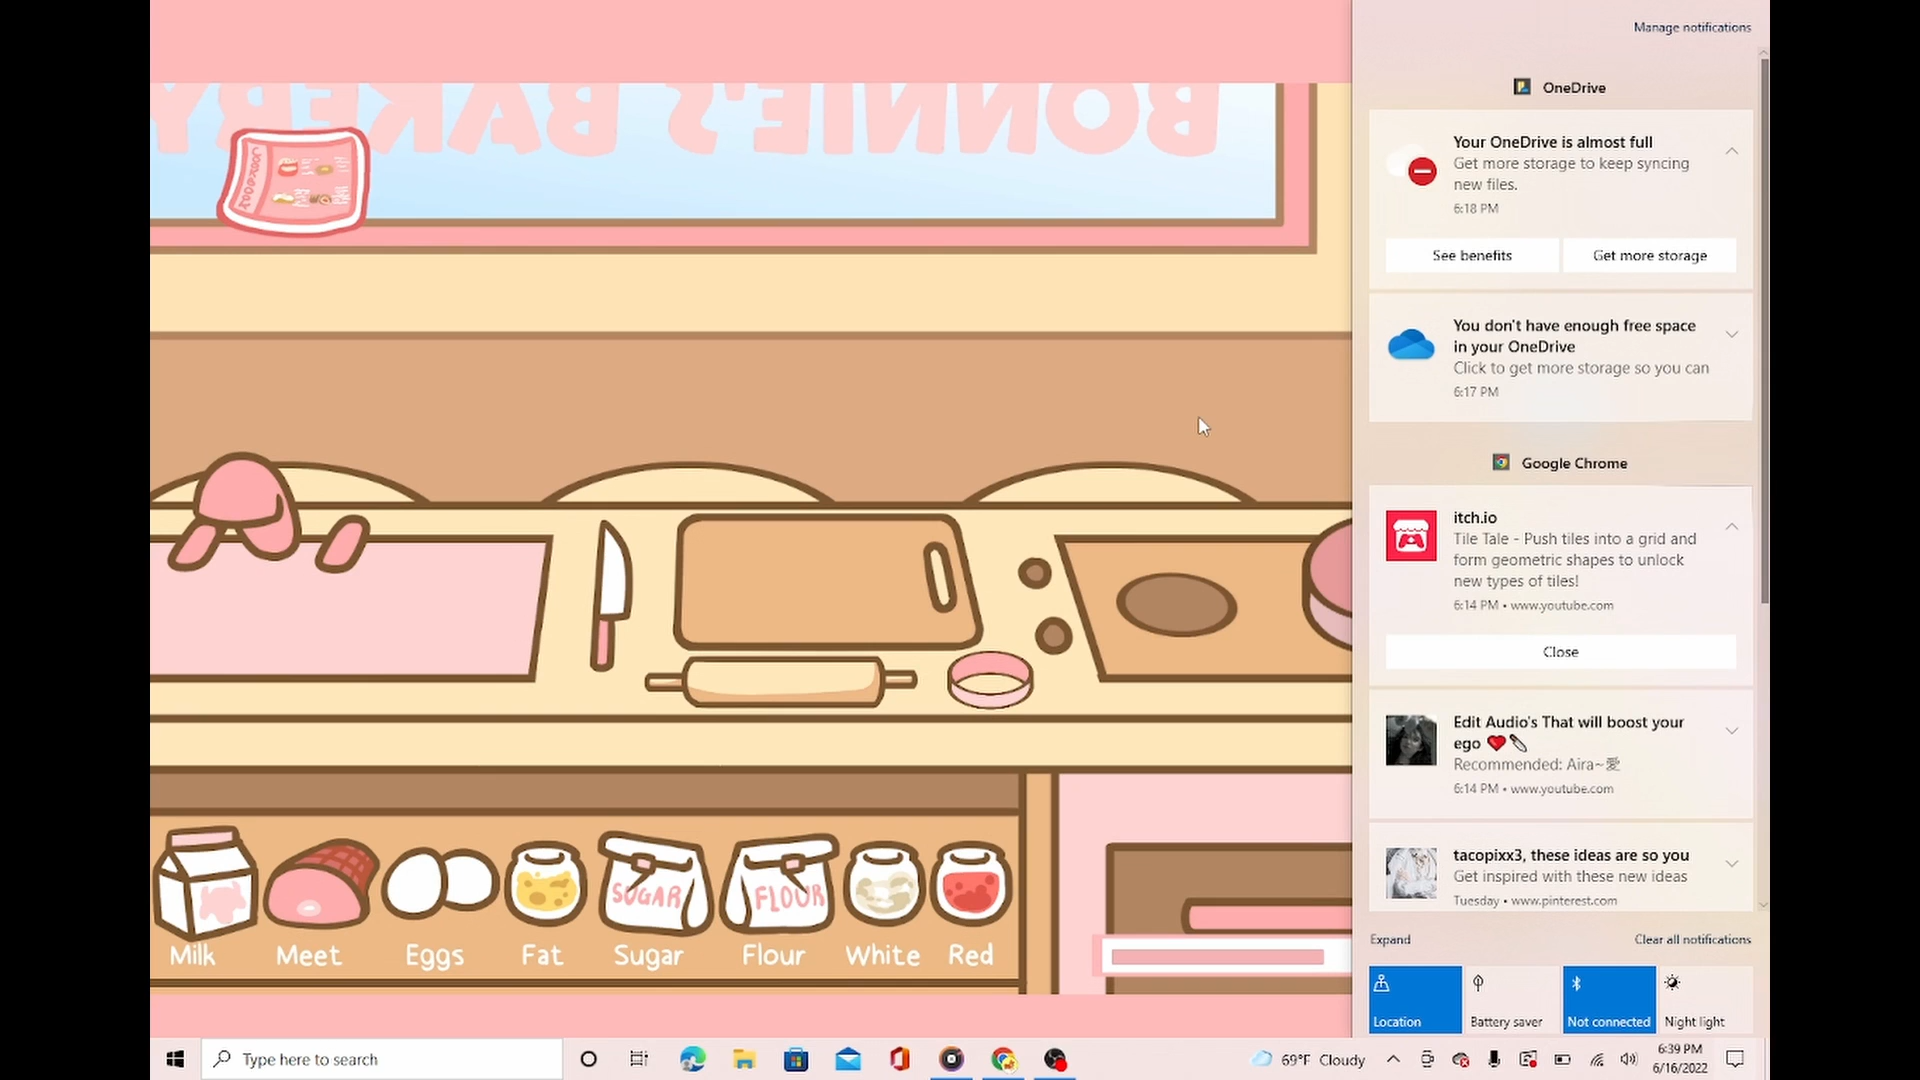 Manage notifications
BONNIE'S BAKERY
OneDrive
Your OneDrive is almost full
Get more storage to keep syncing
new files.
6:18 PM
See benefits
Get more storage
You don't have enough free space
in your OneDrive
Click to get more storage so you can
6:17 PM
Google Chrome
itch.io
Tile Tale - Push tiles into a grid and
form geometric shapes to unlock
new types of tiles!
6:14 PM • www.youtube.com
Close
Edit Audio's That will boost your
ego ❤️🔪
Recommended: Aira~愛
6:14 PM • www.youtube.com
tacopixx3, these ideas are so you
Get inspired with these new ideas
Tuesday • www.pinterest.com
SUGAR
FLOUR
Milk
Meet
Eggs
Fat
Sugar
Flour
White
Red
Expand
Clear all notifications
Location
Battery saver
Not connected
Night light
Type here to search
69°F Cloudy
6:39 PM
6/16/2022